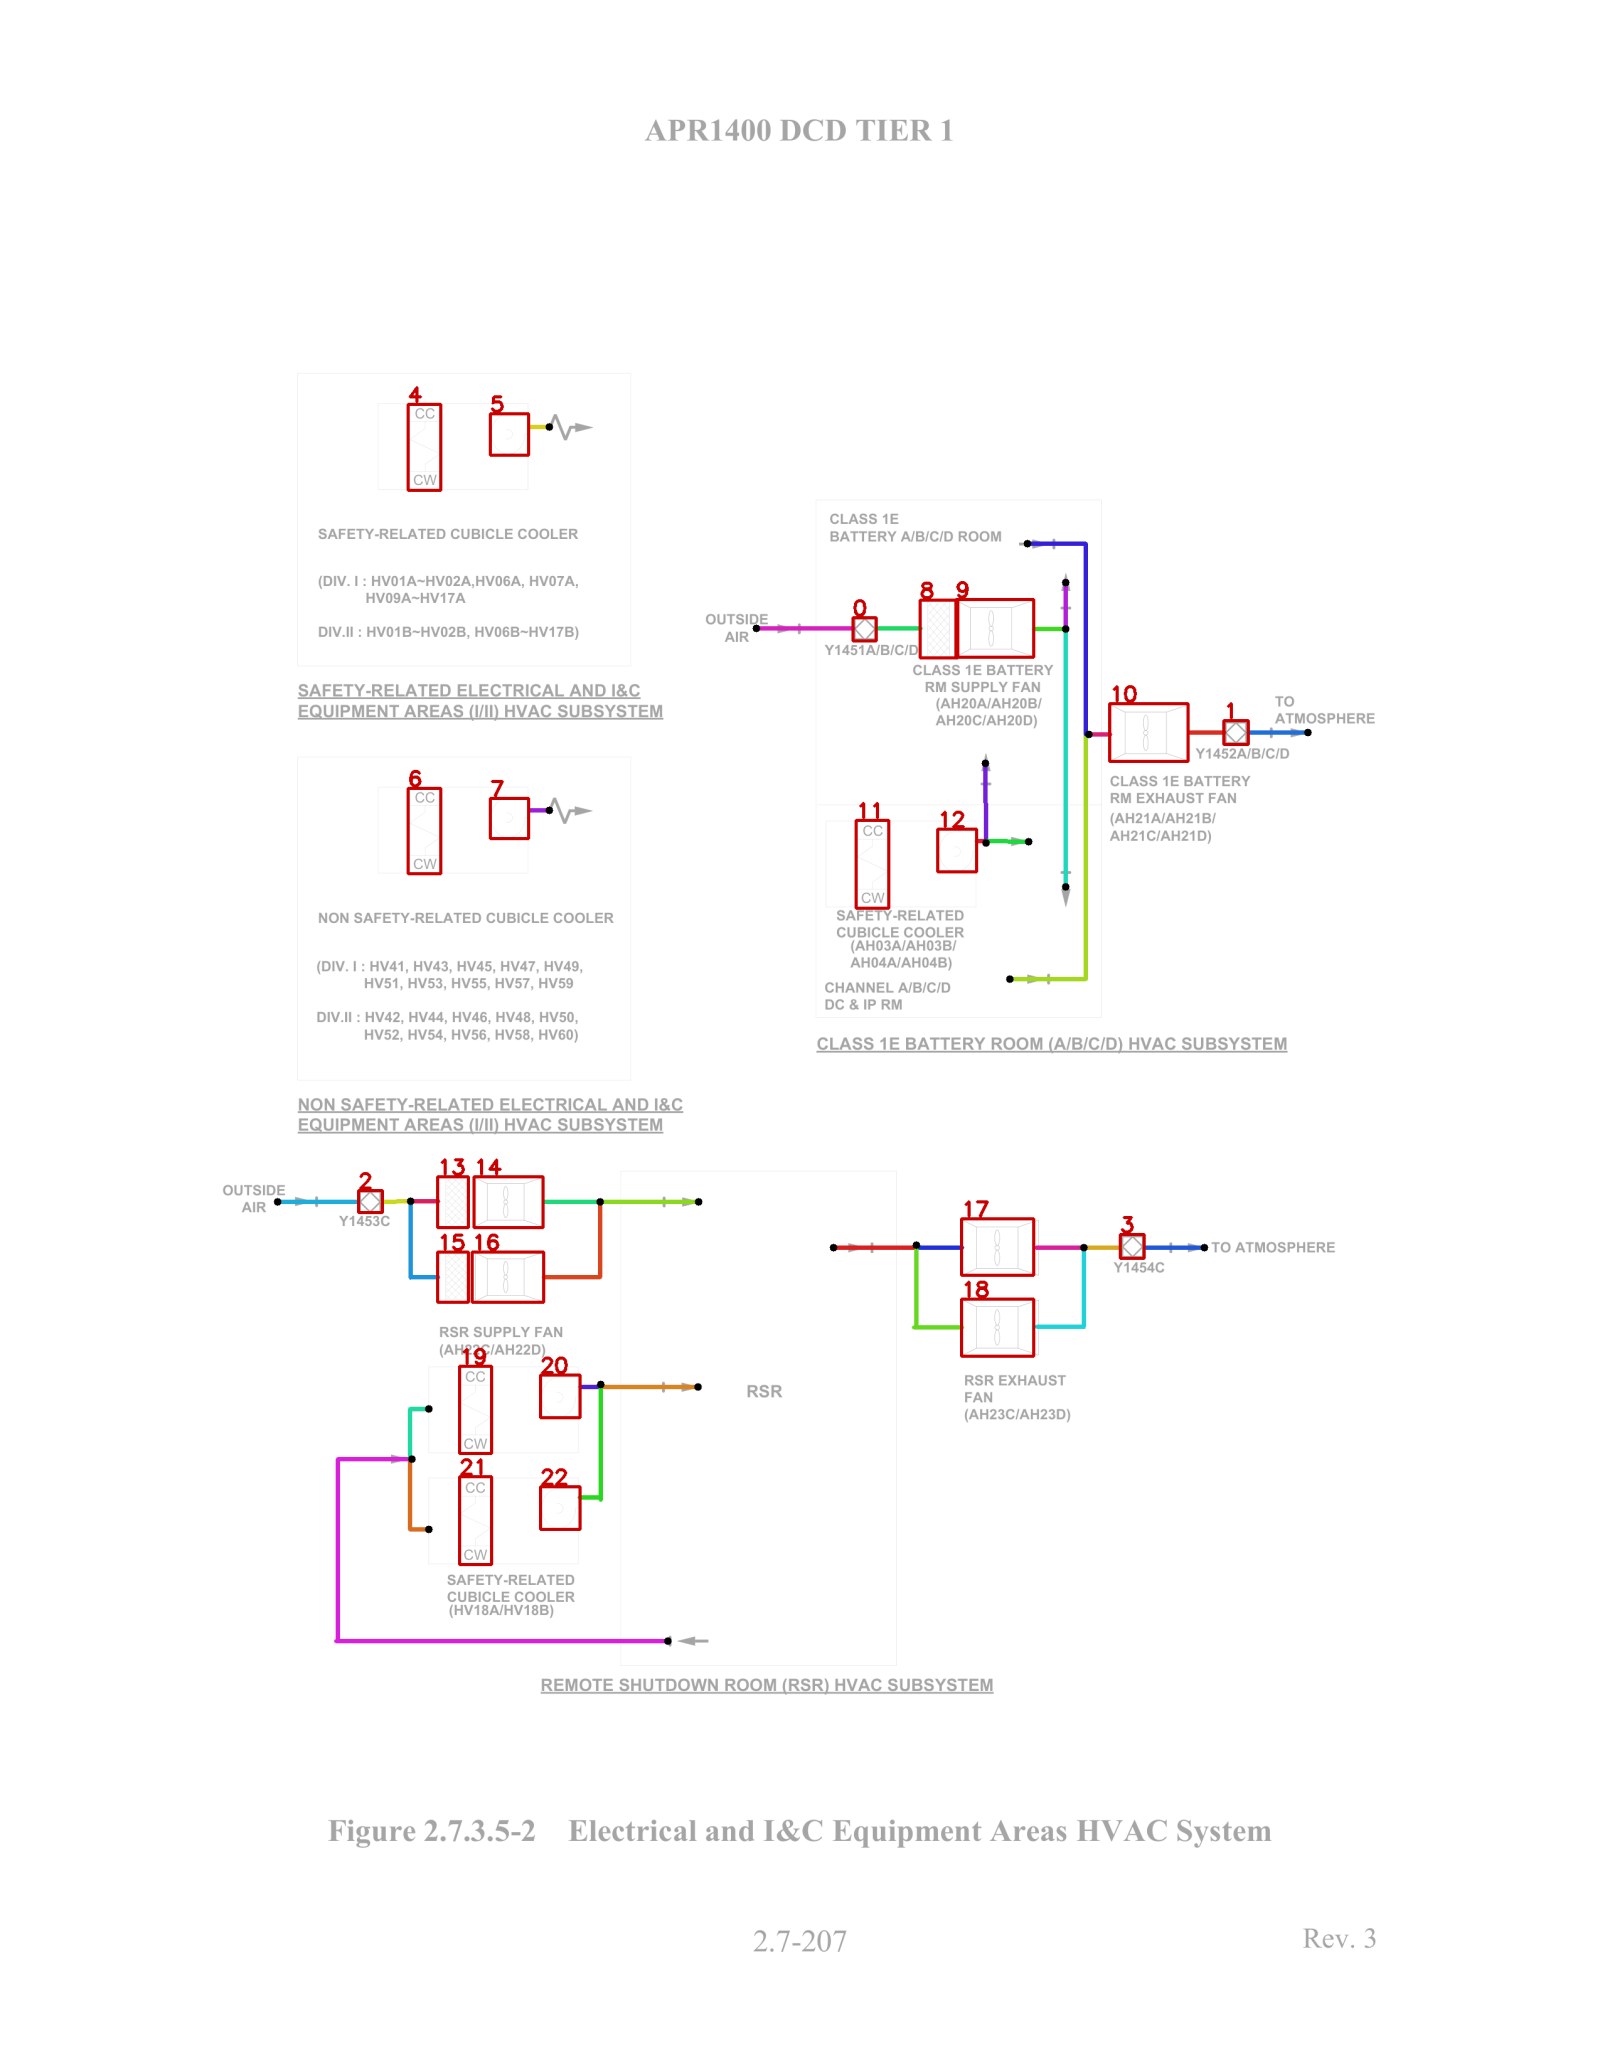 APR1400 DCD TIER 1
4
CC
CW
5
SAFETY-RELATED CUBICLE COOLER
(DIV. I : HV01A~HV02A,HV06A, HV07A,
HV09A~HV17A
DIV.II : HV01B~HV02B, HV06B~HV17B)
SAFETY-RELATED ELECTRICAL AND I&C
EQUIPMENT AREAS (I/II) HVAC SUBSYSTEM
6
CC
CW
7
NON SAFETY-RELATED CUBICLE COOLER
(DIV. I : HV41, HV43, HV45, HV47, HV49,
HV51, HV53, HV55, HV57, HV59
DIV.II : HV42, HV44, HV46, HV48, HV50,
HV52, HV54, HV56, HV58, HV60)
NON SAFETY-RELATED ELECTRICAL AND I&C
EQUIPMENT AREAS (I/II) HVAC SUBSYSTEM
CLASS 1E
BATTERY A/B/C/D ROOM
OUTSIDE
AIR
0
Y1451A/B/C/D
8
9
CLASS 1E BATTERY
RM SUPPLY FAN
(AH20A/AH20B/
AH20C/AH20D)
10
1
TO
ATMOSPHERE
Y1452A/B/C/D
CLASS 1E BATTERY
RM EXHAUST FAN
(AH21A/AH21B/
AH21C/AH21D)
11
CC
CW
12
SAFETY-RELATED
CUBICLE COOLER
(AH03A/AH03B/
AH04A/AH04B)
CHANNEL A/B/C/D
DC & IP RM
CLASS 1E BATTERY ROOM (A/B/C/D) HVAC SUBSYSTEM
OUTSIDE
AIR
2
Y1453C
13
14
15
16
RSR SUPPLY FAN
(AH22C/AH22D)
19
CC
CW
20
21
CC
CW
22
SAFETY-RELATED
CUBICLE COOLER
(HV18A/HV18B)
RSR
17
18
3
Y1454C
TO ATMOSPHERE
RSR EXHAUST
FAN
(AH23C/AH23D)
REMOTE SHUTDOWN ROOM (RSR) HVAC SUBSYSTEM
Figure 2.7.3.5-2 Electrical and I&C Equipment Areas HVAC System
2.7-207
Rev. 3